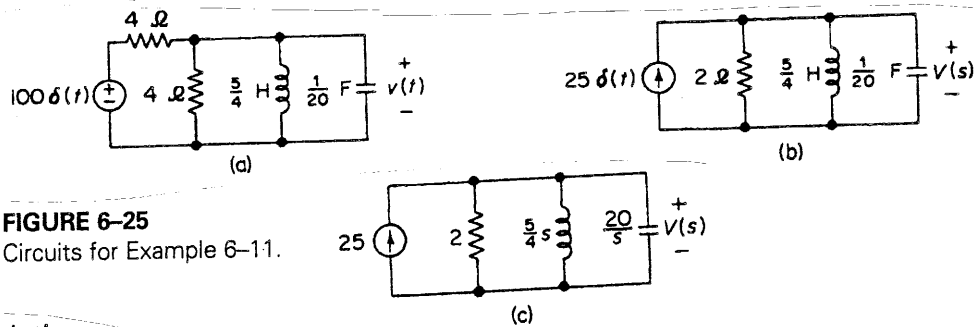 4 Ω
100 δ(t)
4 Ω
5/4 H
1/20 F
+
v(t)
−
(a)
25 δ(t)
2 Ω
5/4 H
1/20 F
+
V(s)
−
(b)
FIGURE 6–25
Circuits for Example 6–11.
25
2
5/4 s
20/s
+
V(s)
−
(c)